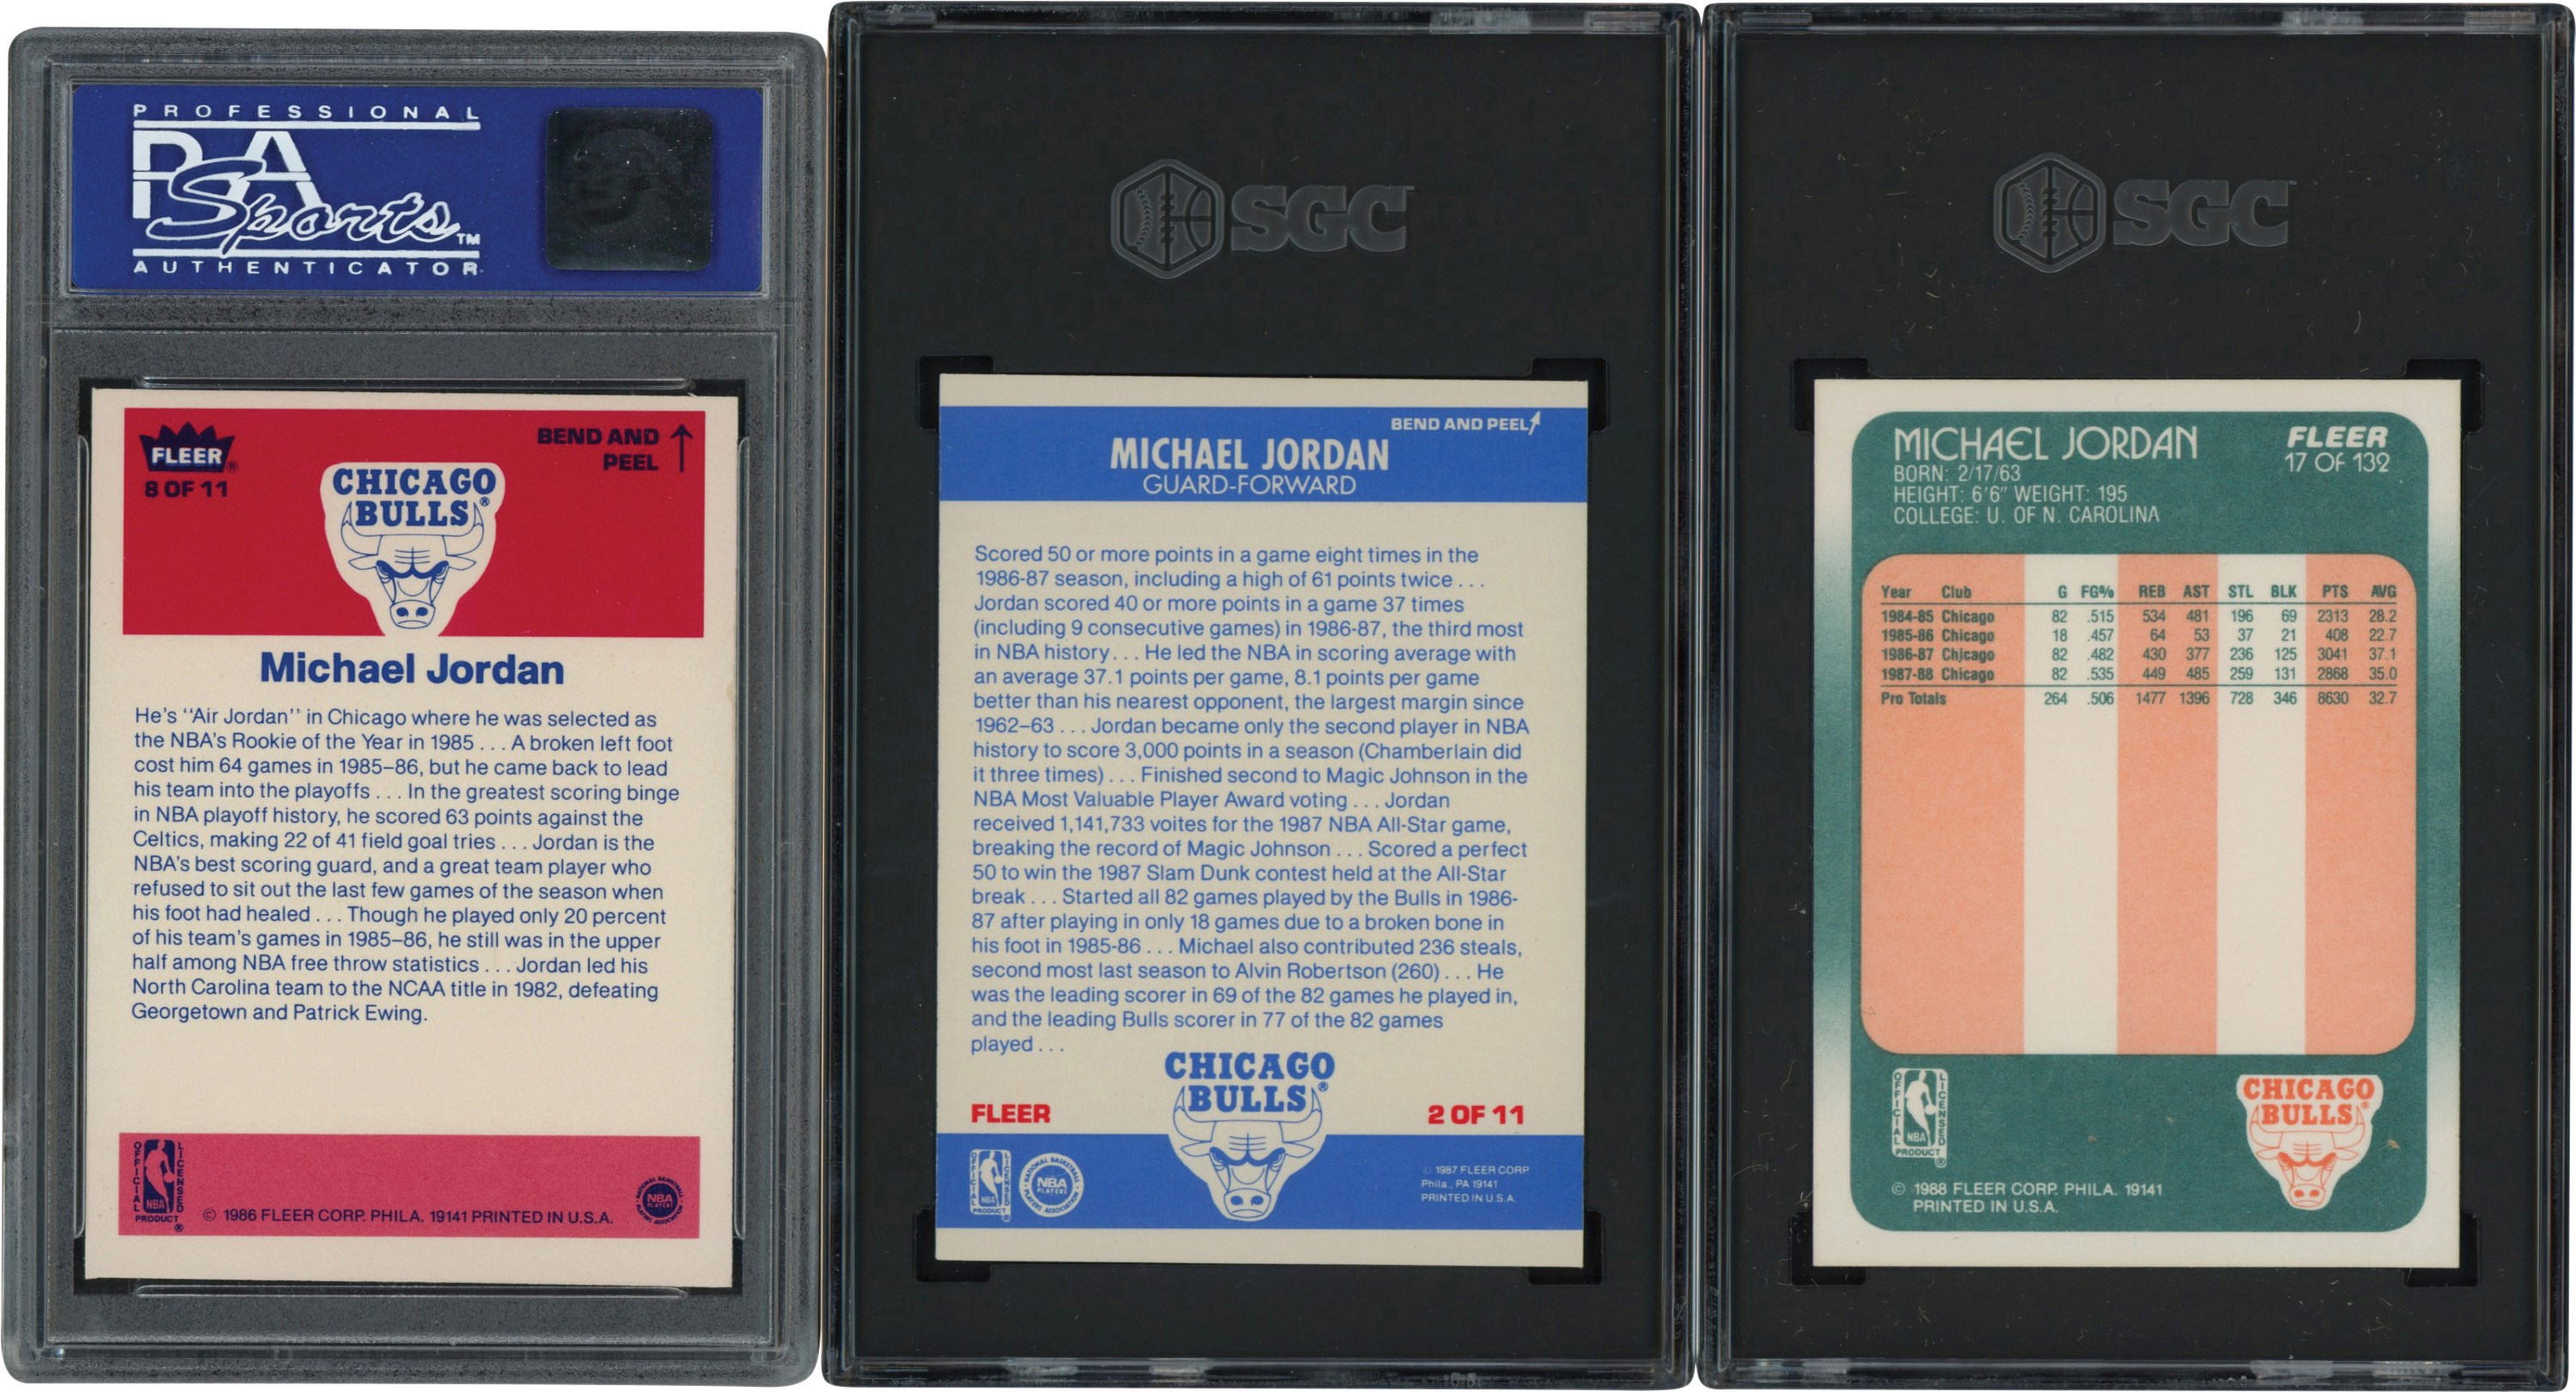 PROFESSIONAL
PSA
Sports™
AUTHENTICATOR
FLEER®
8 OF 11
BEND AND
PEEL
CHICAGO
BULLS®
Michael Jordan
He's "Air Jordan" in Chicago where he was selected as
the NBA's Rookie of the Year in 1985 . . . A broken left foot
cost him 64 games in 1985–86, but he came back to lead
his team into the playoffs . . . In the greatest scoring binge
in NBA playoff history, he scored 63 points against the
Celtics, making 22 of 41 field goal tries . . . Jordan is the
NBA's best scoring guard, and a great team player who
refused to sit out the last few games of the season when
his foot had healed . . . Though he played only 20 percent
of his team's games in 1985–86, he still was in the upper
half among NBA free throw statistics . . . Jordan led his
North Carolina team to the NCAA title in 1982, defeating
Georgetown and Patrick Ewing.
OFFICIAL
LICENSED
NBA
PRODUCT
®
© 1986 FLEER CORP. PHILA. 19141 PRINTED IN U.S.A.
NATIONAL BASKETBALL
NBA
PLAYERS
ASSOCIATION
SGC
BEND AND PEEL
MICHAEL JORDAN
GUARD-FORWARD
Scored 50 or more points in a game eight times in the
1986-87 season, including a high of 61 points twice . . .
Jordan scored 40 or more points in a game 37 times
(including 9 consecutive games) in 1986-87, the third most
in NBA history . . . He led the NBA in scoring average with
an average 37.1 points per game, 8.1 points per game
better than his nearest opponent, the largest margin since
1962–63 . . . Jordan became only the second player in NBA
history to score 3,000 points in a season (Chamberlain did
it three times) . . . Finished second to Magic Johnson in the
NBA Most Valuable Player Award voting . . . Jordan
received 1,141,733 voites for the 1987 NBA All-Star game,
breaking the record of Magic Johnson . . . Scored a perfect
50 to win the 1987 Slam Dunk contest held at the All-Star
break . . . Started all 82 games played by the Bulls in 1986-
87 after playing in only 18 games due to a broken bone in
his foot in 1985-86 . . . Michael also contributed 236 steals,
second most last season to Alvin Robertson (260) . . . He
was the leading scorer in 69 of the 82 games he played in,
and the leading Bulls scorer in 77 of the 82 games
played . . .
CHICAGO
BULLS®
FLEER
2 OF 11
OFFICIAL
LICENSED
NBA
PRODUCT
®
NATIONAL BASKETBALL
NBA
PLAYERS
ASSOCIATION
© 1987 FLEER CORP.
Phila., PA 19141
PRINTED IN U.S.A.
SGC
MICHAEL JORDAN
BORN: 2/17/63
HEIGHT: 6'6" WEIGHT: 195
COLLEGE: U. OF N. CAROLINA
FLEER
17 OF 132
Year Club G FG% REB AST STL BLK PTS AVG
1984-85 Chicago 82 .515 534 481 196 69 2313 28.2
1985-86 Chicago 18 .457 64 53 37 21 408 22.7
1986-87 Chicago 82 .482 430 377 236 125 3041 37.1
1987-88 Chicago 82 .535 449 485 259 131 2868 35.0
Pro Totals 264 .506 1477 1396 728 346 8630 32.7
OFFICIAL
LICENSED
NBA
PRODUCT
®
CHICAGO
BULLS®
© 1988 FLEER CORP. PHILA. 19141
PRINTED IN U.S.A.